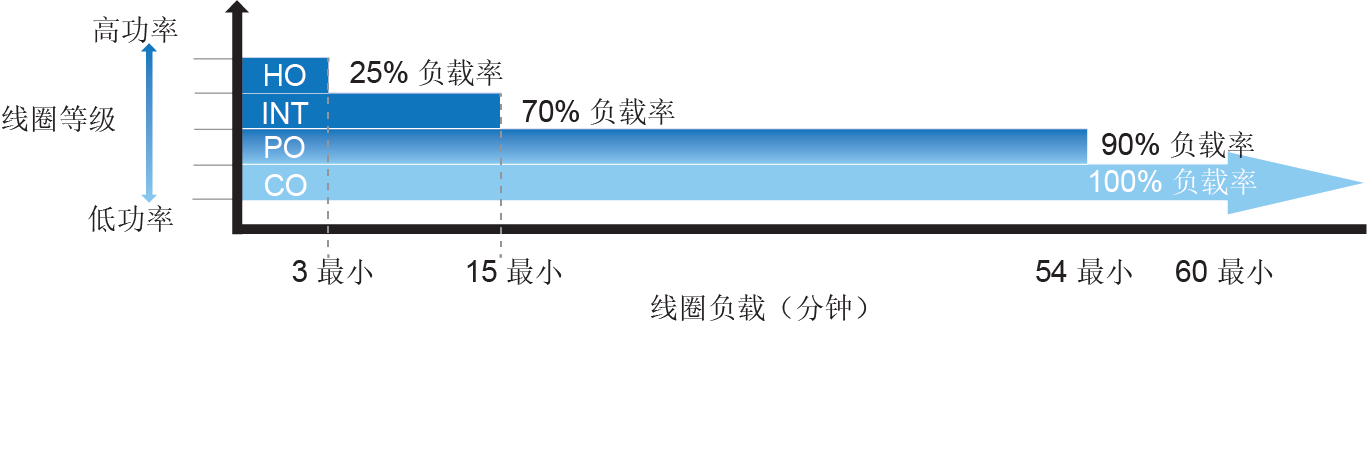 高功率
HO 25% 负载率
线圈等级 INT 70% 负载率
PO 90% 负载率
CO 100% 负载率
低功率
3 最小 15 最小 54 最小 60 最小
线圈负载（分钟）